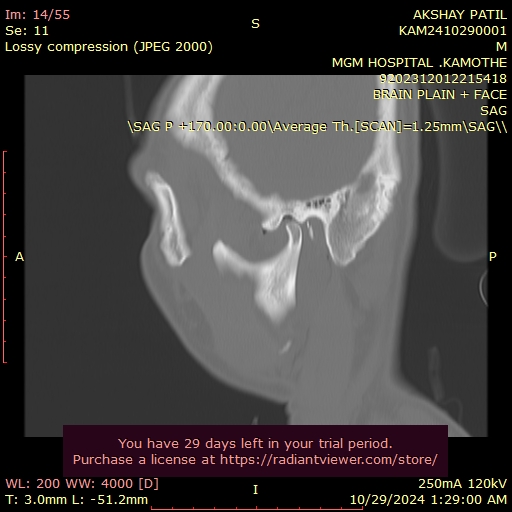 Im: 14/55
Se: 11
Lossy compression (JPEG 2000)
S
AKSHAY PATIL
KAM2410290001
M
MGM HOSPITAL .KAMOTHE
9202312012215418
BRAIN PLAIN + FACE
SAG
\SAG P +170.00:0.00\Average Th.[SCAN]=1.25mm\SAG\\
A
P
You have 29 days left in your trial period.
Purchase a license at https://radiantviewer.com/store/
WL: 200 WW: 4000 [D]
T: 3.0mm L: -51.2mm
I
250mA 120kV
10/29/2024 1:29:00 AM